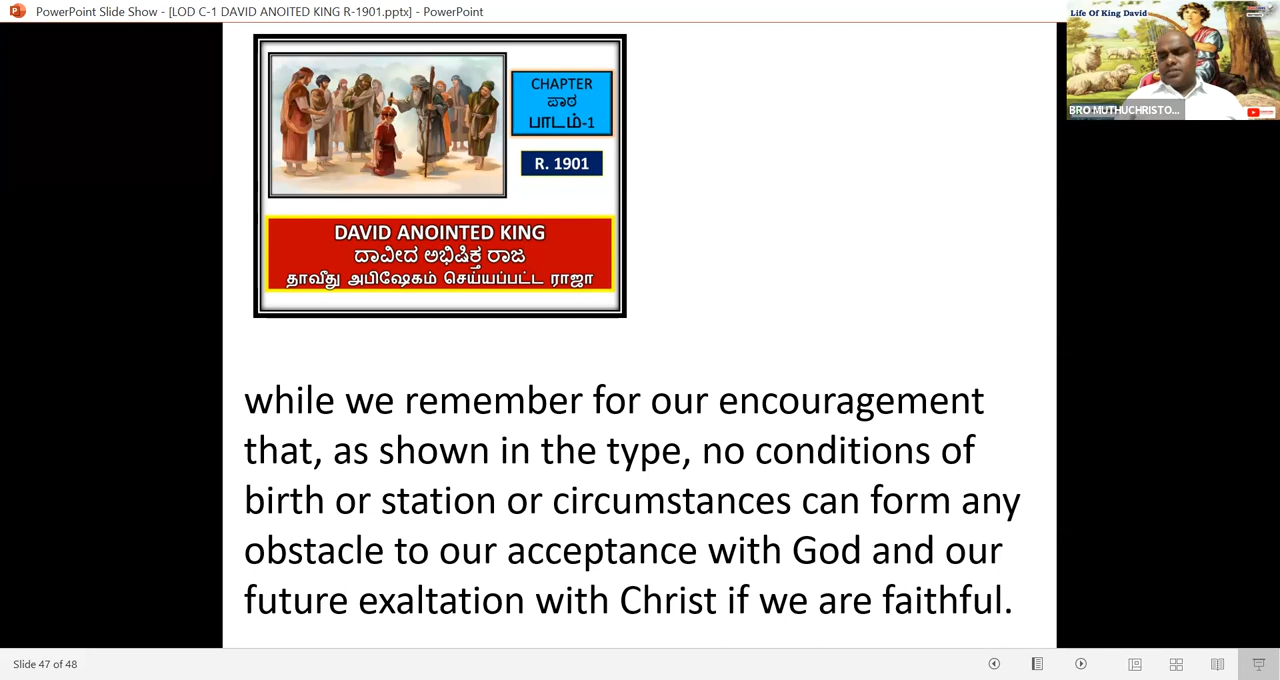 PowerPoint Slide Show - [LOD C-1 DAVID ANOITED KING R-1901.pptx] - PowerPoint
Life Of King David
BRO MUTHUCHRISTO...
CHAPTER
ಪಾಠ
பாடம்-1
R. 1901
DAVID ANOINTED KING
ದಾವೀದ ಅಭಿಷಿಕ್ತ ರಾಜ
தாவீது அபிஷேகம் செய்யப்பட்ட ராஜா
while we remember for our encouragement
that, as shown in the type, no conditions of
birth or station or circumstances can form any
obstacle to our acceptance with God and our
future exaltation with Christ if we are faithful.
Slide 47 of 48